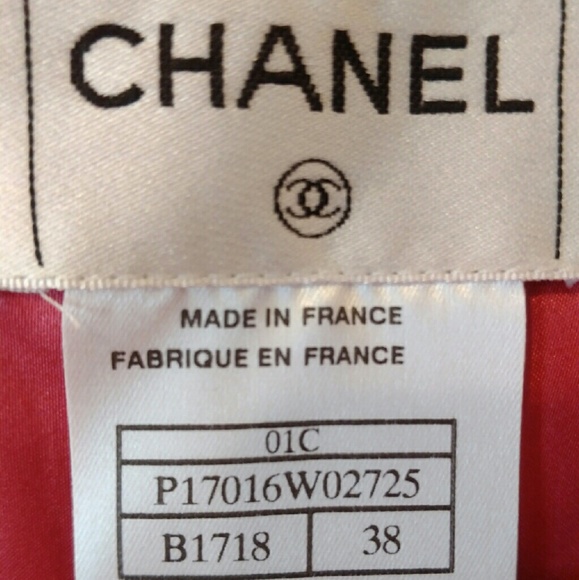 CHANEL
MADE IN FRANCE
FABRIQUE EN FRANCE
01C
P17016W02725
B1718 38